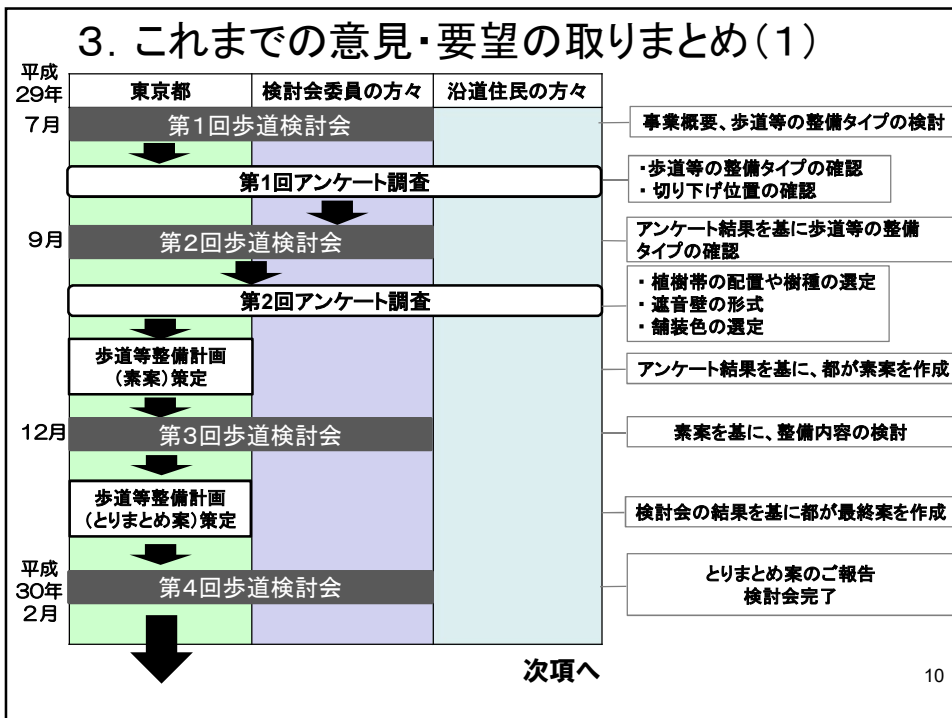 ３．これまでの意見・要望の取りまとめ（１）
平成
29年
東京都
検討会委員の方々
沿道住民の方々
7月
第1回歩道検討会
事業概要、歩道等の整備タイプの検討
第1回アンケート調査
・歩道等の整備タイプの確認
・切り下げ位置の確認
9月
第2回歩道検討会
アンケート結果を基に歩道等の整備
タイプの確認
第2回アンケート調査
・植樹帯の配置や樹種の選定
・遮音壁の形式
・舗装色の選定
歩道等整備計画
（素案）策定
アンケート結果を基に、都が素案を作成
12月
第3回歩道検討会
素案を基に、整備内容の検討
歩道等整備計画
（とりまとめ案）策定
検討会の結果を基に都が最終案を作成
平成
30年
2月
第4回歩道検討会
とりまとめ案のご報告
検討会完了
次項へ
10